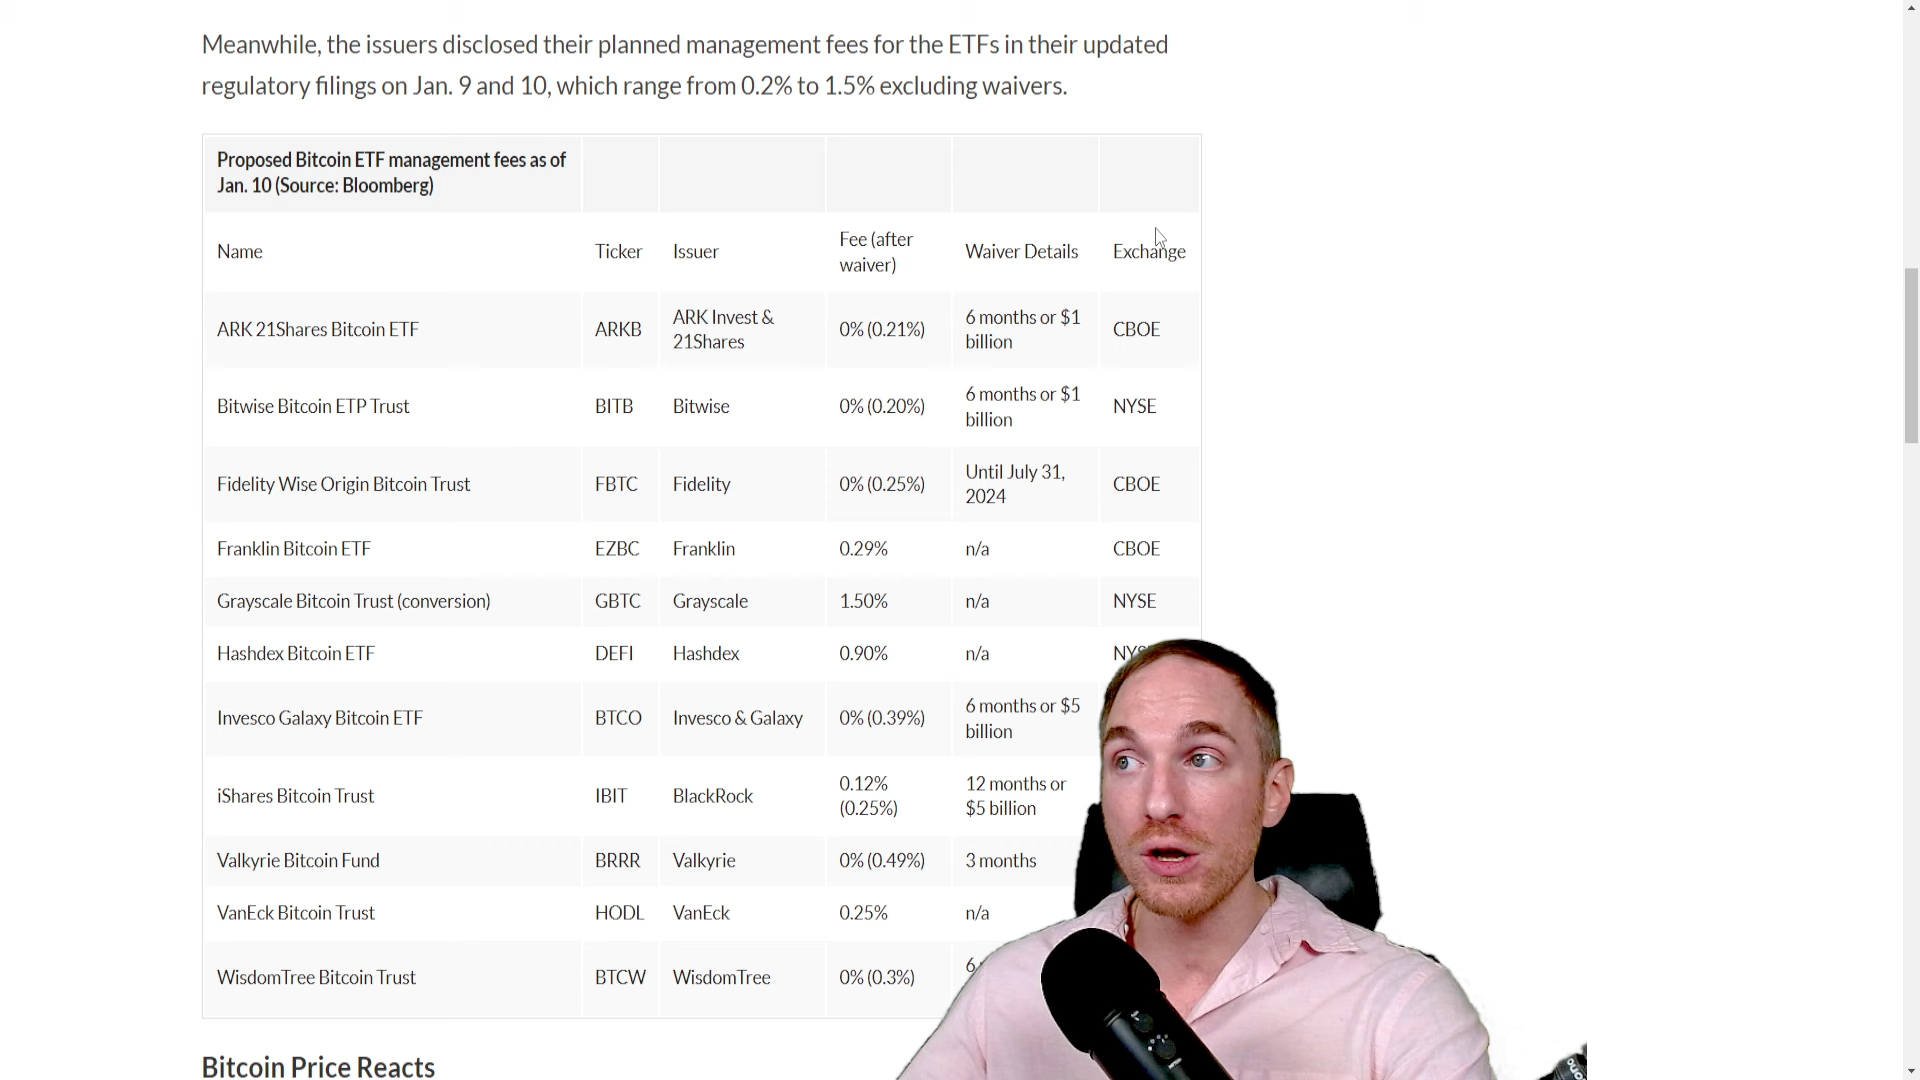 Meanwhile, the issuers disclosed their planned management fees for the ETFs in their updated
regulatory filings on Jan. 9 and 10, which range from 0.2% to 1.5% excluding waivers.
Proposed Bitcoin ETF management fees as of
Jan. 10 (Source: Bloomberg)
Name Ticker Issuer Fee (after waiver) Waiver Details Exchange
ARK 21Shares Bitcoin ETF ARKB ARK Invest & 21Shares 0% (0.21%) 6 months or $1 billion CBOE
Bitwise Bitcoin ETP Trust BITB Bitwise 0% (0.20%) 6 months or $1 billion NYSE
Fidelity Wise Origin Bitcoin Trust FBTC Fidelity 0% (0.25%) Until July 31, 2024 CBOE
Franklin Bitcoin ETF EZBC Franklin 0.29% n/a CBOE
Grayscale Bitcoin Trust (conversion) GBTC Grayscale 1.50% n/a NYSE
Hashdex Bitcoin ETF DEFI Hashdex 0.90% n/a
Invesco Galaxy Bitcoin ETF BTCO Invesco & Galaxy 0% (0.39%) 6 months or $5 billion
iShares Bitcoin Trust IBIT BlackRock 0.12% (0.25%) 12 months or $5 billion
Valkyrie Bitcoin Fund BRRR Valkyrie 0% (0.49%) 3 months
VanEck Bitcoin Trust HODL VanEck 0.25% n/a
WisdomTree Bitcoin Trust BTCW WisdomTree 0% (0.3%) 6
Bitcoin Price Reacts